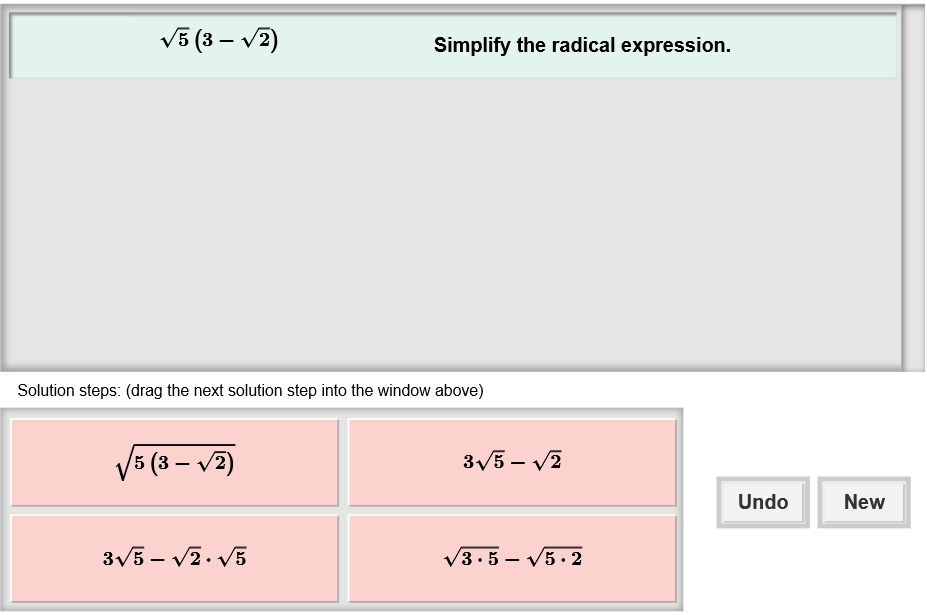 √5 (3 − √2) Simplify the radical expression.
Solution steps: (drag the next solution step into the window above)
√(5 (3 − √2)) 3√5 − √2
Undo New
3√5 − √2 · √5 √(3 · 5) − √(5 · 2)